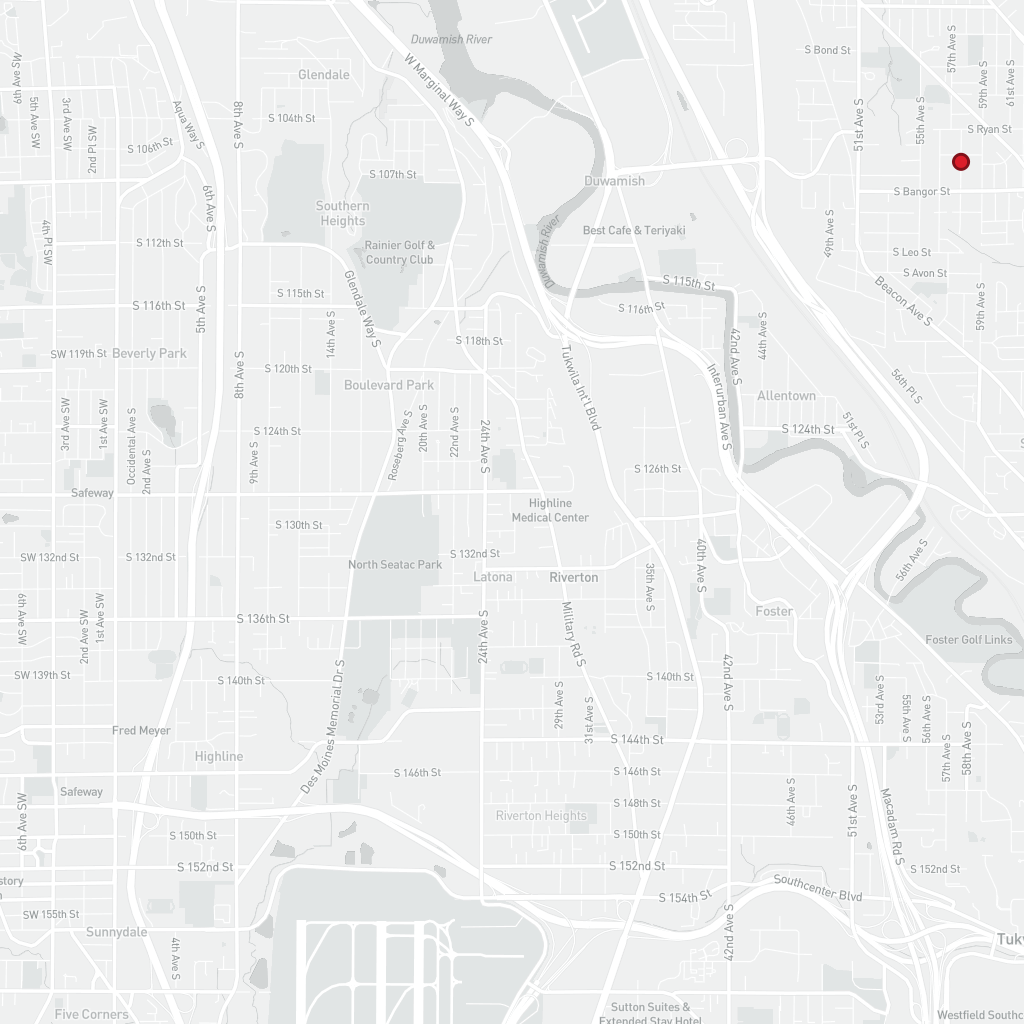 Duwamish River
S Bond St
57th Ave S
6th Ave SW
W Marginal Way S
Glendale
59th Ave S
61st Ave S
5th Ave SW
3rd Ave SW
Aqua Way S
8th Ave S
S 104th St
51st Ave S
55th Ave S
S Ryan St
2nd Pl SW
S 106th St
S 107th St
Duwamish
S Bangor St
6th Ave S
Southern
Heights
4th Pl SW
S 112th St
Rainier Golf &
Country Club
Best Cafe & Teriyaki
Duwamish River
49th Ave S
S Leo St
S Avon St
Glendale Way S
S 115th St
S 115th St
Beacon Ave S
S 116th St
5th Ave S
S 116th St
59th Ave S
14th Ave S
44th Ave S
42nd Ave S
S 118th St
SW 119th St
Beverly Park
8th Ave S
S 120th St
Boulevard Park
Tukwila Int'l Blvd
Interurban Ave S
56th Pl S
Allentown
3rd Ave SW
1st Ave SW
Occidental Ave S
Roseberg Ave S
20th Ave S
22nd Ave S
24th Ave S
S 124th St
S 124th St
51st Pl S
9th Ave S
2nd Ave S
S 126th St
Safeway
Highline
Medical Center
S 130th St
SW 132nd St
S 132nd St
S 132nd St
North Seatac Park
Latona
Riverton
35th Ave S
40th Ave S
56th Ave S
6th Ave SW
2nd Ave SW
1st Ave SW
S 136th St
24th Ave S
Military Rd S
Foster
Foster Golf Links
SW 139th St
S 140th St
Des Moines Memorial Dr S
S 140th St
42nd Ave S
29th Ave S
31st Ave S
53rd Ave S
55th Ave S
56th Ave S
57th Ave S
58th Ave S
Fred Meyer
S 144th St
Highline
S 146th St
S 146th St
Safeway
6th Ave SW
S 148th St
46th Ave S
51st Ave S
Macadam Rd S
Riverton Heights
S 150th St
S 150th St
S 152nd St
S 152nd St
S 152nd St
story
Southcenter Blvd
S 154th St
SW 155th St
Sunnydale
4th Ave S
42nd Ave S
Tukw
Five Corners
Sutton Suites &
Extended Stay Hotel
Westfield Southc